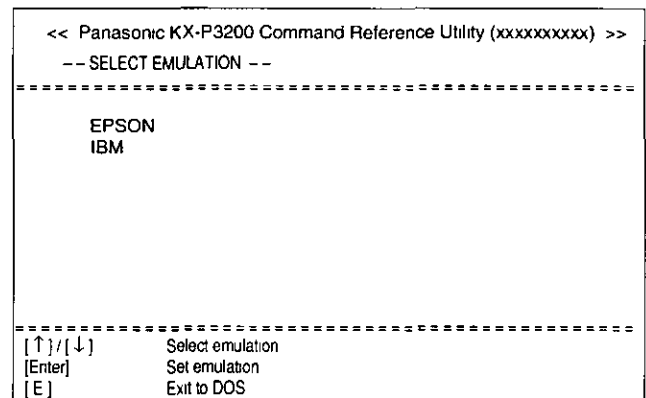 << Panasonic KX-P3200 Command Reference Utility (xxxxxxxxxx) >>
-- SELECT EMULATION --
EPSON
IBM
[↑]/[↓] Select emulation
[Enter] Set emulation
[E] Exit to DOS